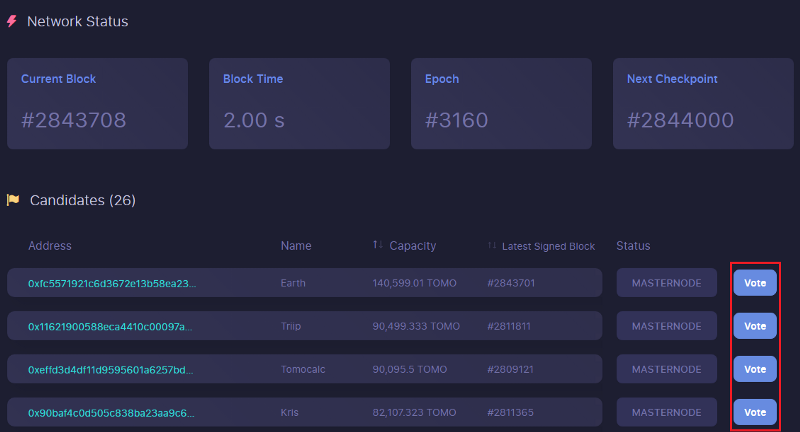 Network Status
Current Block Block Time Epoch Next Checkpoint
#2843708 2.00 s #3160 #2844000
Candidates (26)
Address Name ↑↓ Capacity ↑↓ Latest Signed Block Status
0xfc5571921c6d3672e13b58ea23... Earth 140,599.01 TOMO #2843701 MASTERNODE Vote
0x11621900588eca4410c00097a... Triip 90,499.333 TOMO #2811811 MASTERNODE Vote
0xeffd3d4df11d9595601a6257bd... Tomocalc 90,095.5 TOMO #2809121 MASTERNODE Vote
0x90baf4c0d505c838ba23aa9c6... Kris 82,107.323 TOMO #2811365 MASTERNODE Vote